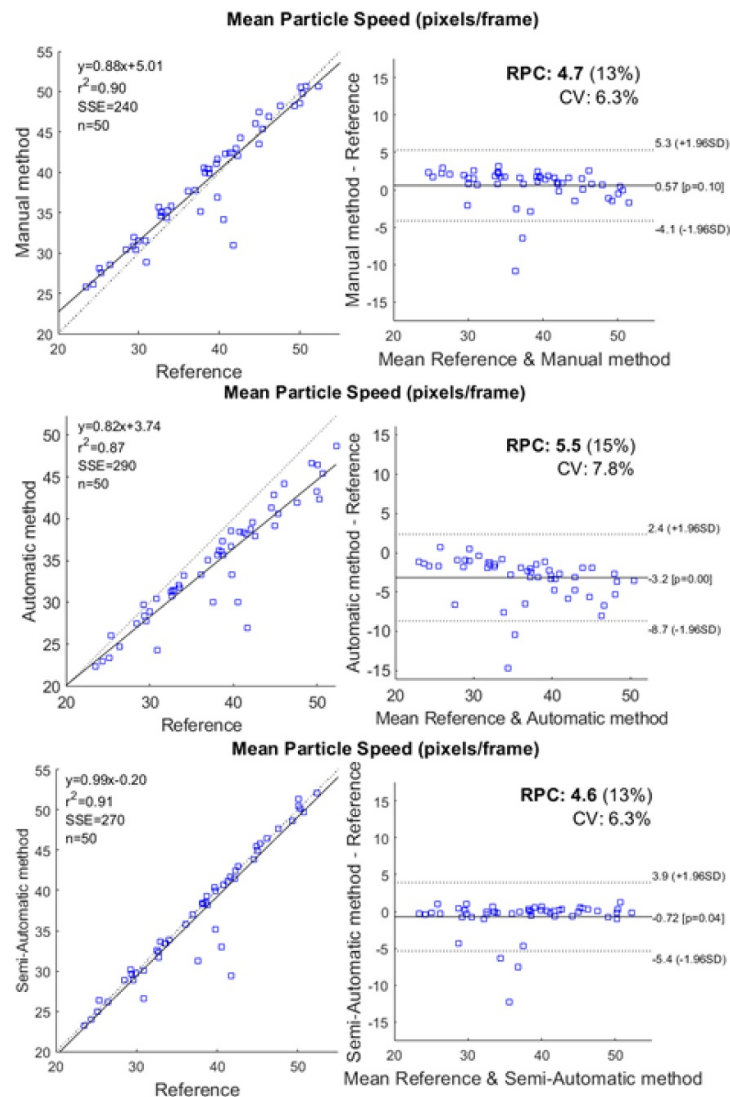 Mean Particle Speed (pixels/frame)
55
50
45
40
35
30
25
20
20
30
40
50
y=0.88x+5.01
r²=0.90
SSE=240
n=50
Manual method
Reference
15
10
5
0
-5
-10
-15
20
30
40
50
RPC: 4.7 (13%)
CV: 6.3%
5.3 (+1.96SD)
0.57 [p=0.10]
-4.1 (-1.96SD)
Manual method - Reference
Mean Reference & Manual method
Mean Particle Speed (pixels/frame)
50
45
40
35
30
25
20
20
30
40
50
y=0.82x+3.74
r²=0.87
SSE=290
n=50
Automatic method
Reference
15
10
5
0
-5
-10
-15
20
30
40
50
RPC: 5.5 (15%)
CV: 7.8%
2.4 (+1.96SD)
-3.2 [p=0.00]
-8.7 (-1.96SD)
Automatic method - Reference
Mean Reference & Automatic method
Mean Particle Speed (pixels/frame)
55
50
45
40
35
30
25
20
20
30
40
50
y=0.99x-0.20
r²=0.91
SSE=270
n=50
Semi-Automatic method
Reference
15
10
5
0
-5
-10
-15
20
30
40
50
RPC: 4.6 (13%)
CV: 6.3%
3.9 (+1.96SD)
-0.72 [p=0.04]
-5.4 (-1.96SD)
Semi-Automatic method - Reference
Mean Reference & Semi-Automatic method